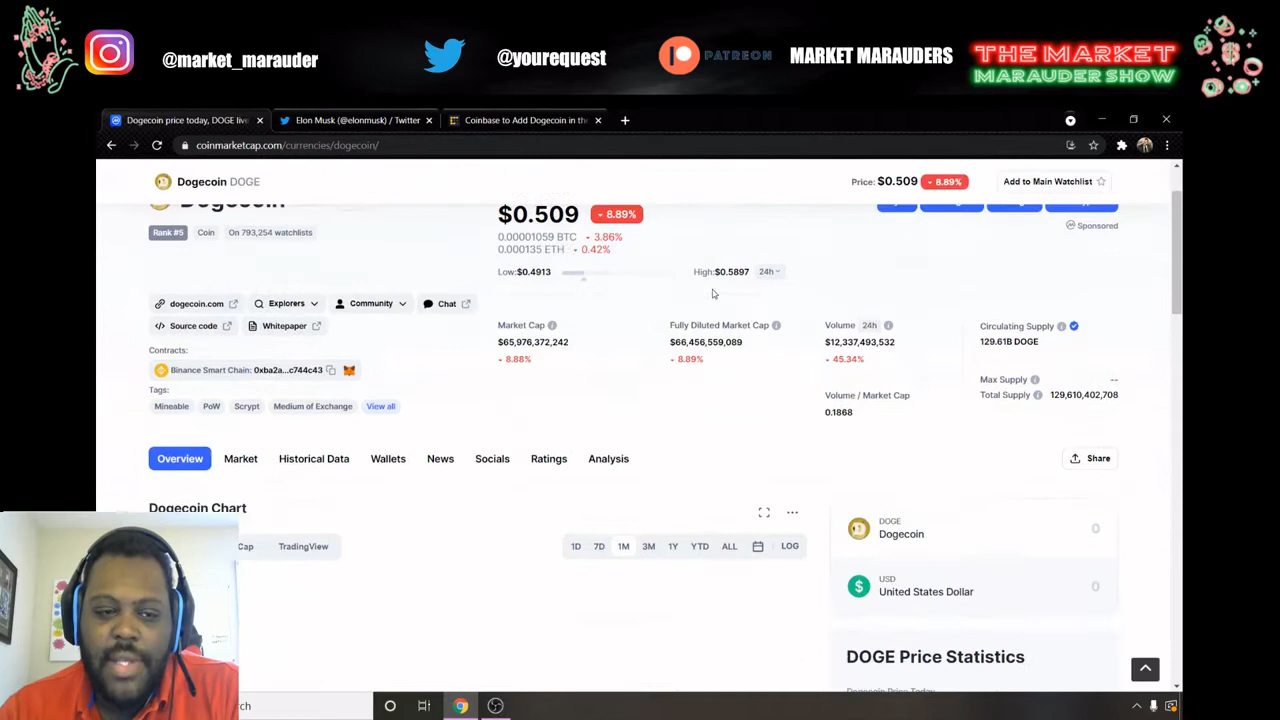 @market_marauder
@yourequest
PATREON
MARKET MARAUDERS
THE MARKET
MARAUDER SHOW
Dogecoin price today, DOGE live
Elon Musk (@elonmusk) / Twitter
Coinbase to Add Dogecoin in the
coinmarketcap.com/currencies/dogecoin/
Dogecoin DOGE
Price: $0.509 8.89%
Add to Main Watchlist
Dogecoin
$0.509 8.89%
Rank #5 Coin On 793,254 watchlists
0.00001059 BTC 3.86%
0.000135 ETH 0.42%
Sponsored
Low:$0.4913
High:$0.5897
24h
dogecoin.com Explorers Community Chat
Source code Whitepaper
Market Cap
$65,976,372,242
8.88%
Fully Diluted Market Cap
$66,456,559,089
8.89%
Volume 24h
$12,337,493,532
45.34%
Volume / Market Cap
0.1868
Circulating Supply
129.61B DOGE
Max Supply --
Total Supply 129,610,402,708
Contracts:
Binance Smart Chain: 0xba2a...c744c43
Tags:
Mineable PoW Scrypt Medium of Exchange View all
Overview Market Historical Data Wallets News Socials Ratings Analysis
Share
Dogecoin Chart
Cap TradingView
1D 7D 1M 3M 1Y YTD ALL LOG
DOGE
Dogecoin
0
USD
United States Dollar
0
DOGE Price Statistics